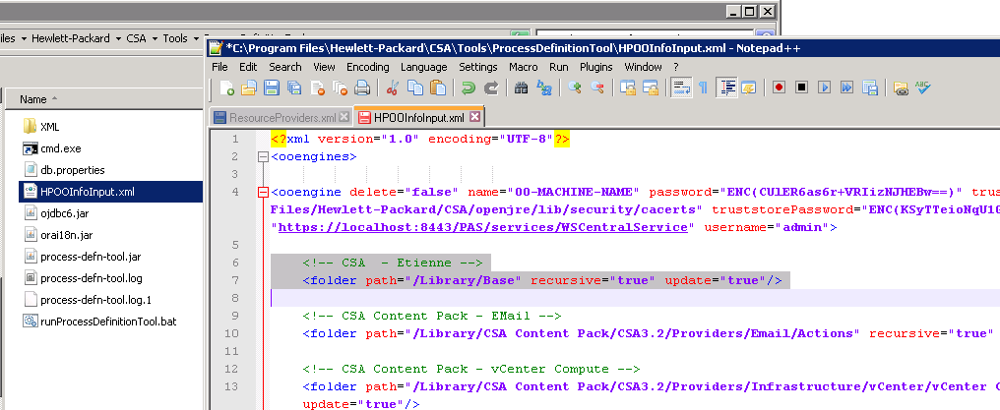 iles ▾ Hewlett-Packard ▾ CSA ▾ Tools ▾
*C:\Program Files\Hewlett-Packard\CSA\Tools\ProcessDefinitionTool\HPOOInfoInput.xml - Notepad++
File Edit Search View Encoding Language Settings Macro Run Plugins Window ?
ABC
ResourceProviders.xml HPOOInfoInput.xml
Name
XML
cmd.exe
db.properties
HPOOInfoInput.xml
ojdbc6.jar
orai18n.jar
process-defn-tool.jar
process-defn-tool.log
process-defn-tool.log.1
runProcessDefinitionTool.bat
1 <?xml version="1.0" encoding="UTF-8"?>
2 <ooengines>
3
4 <ooengine delete="false" name="OO-MACHINE-NAME" password="ENC(CUlER6as6r+VRIizNJHEBw==)" trus
Files/Hewlett-Packard/CSA/openjre/lib/security/cacerts" truststorePassword="ENC(KSyTTeioNqU1G
"https://localhost:8443/PAS/services/WSCentralService" username="admin">
5
6 <!-- CSA - Etienne -->
7 <folder path="/Library/Base" recursive="true" update="true"/>
8
9 <!-- CSA Content Pack - EMail -->
10 <folder path="/Library/CSA Content Pack/CSA3.2/Providers/Email/Actions" recursive="true"
11
12 <!-- CSA Content Pack - vCenter Compute -->
13 <folder path="/Library/CSA Content Pack/CSA3.2/Providers/Infrastructure/vCenter/vCenter C
update="true"/>